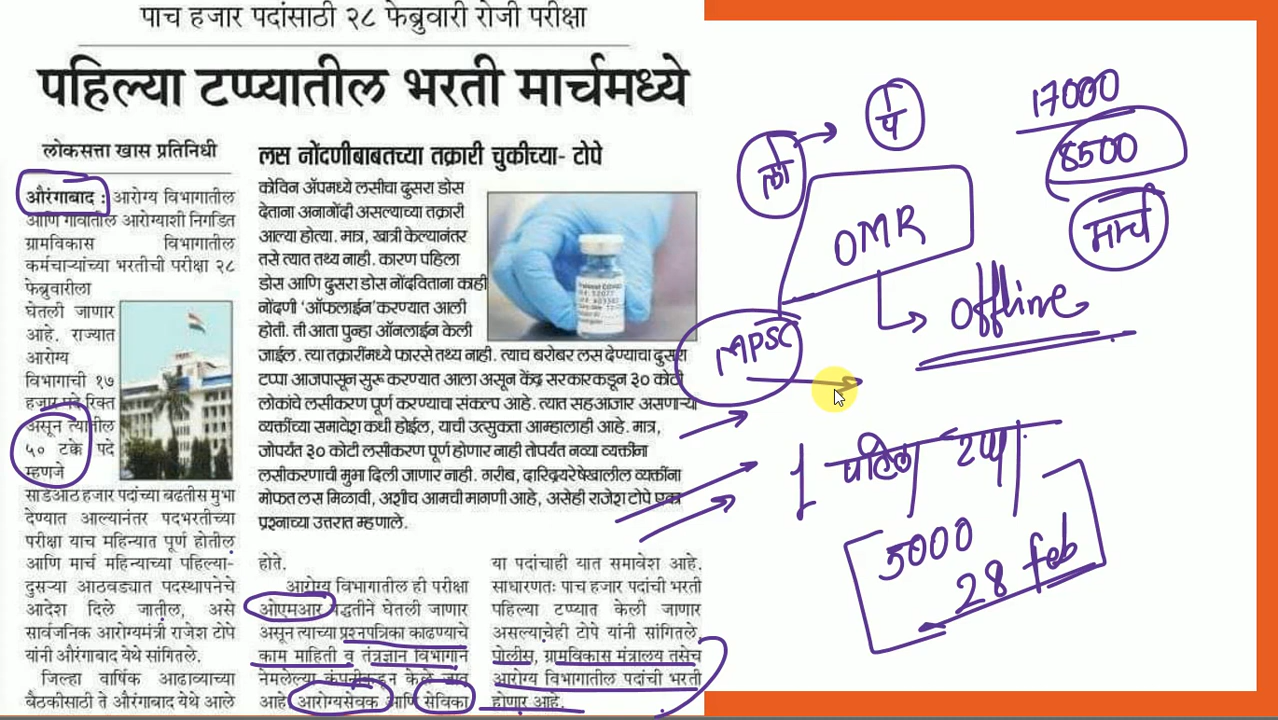 पाच हजार पदांसाठी २८ फेब्रुवारी रोजी परीक्षा
पहिल्या टप्प्यातील भरती मार्चमध्ये
लोकसत्ता खास प्रतिनिधी
औरंगाबाद : आरोग्य विभागातील
आणि गावातील आरोग्याशी निगडित
ग्रामविकास विभागातील
कर्मचाऱ्यांच्या भरतीची परीक्षा २८
फेब्रुवारीला
घेतली जाणार
आहे. राज्यात
आरोग्य
विभागाची १७
हजार पदे रिक्त
असून त्यातील
५० टक्के पदे
म्हणजे
साडेआठ हजार पदांच्या बढतीस मुभा
देण्यात आल्यानंतर पदभरतीच्या
परीक्षा याच महिन्यात पूर्ण होतील
आणि मार्च महिन्याच्या पहिल्या-
दुसऱ्या आठवड्यात पदस्थापनेचे
आदेश दिले जातील, असे
सार्वजनिक आरोग्यमंत्री राजेश टोपे
यांनी औरंगाबाद येथे सांगितले.
जिल्हा वार्षिक आढाव्याच्या
बैठकीसाठी ते औरंगाबाद येथे आले
लस नोंदणीबाबतच्या तक्रारी चुकीच्या- टोपे
कोविन ॲपमध्ये लसीचा दुसरा डोस
देताना अनागोंदी असल्याच्या तक्रारी
आल्या होत्या. मात्र, खात्री केल्यानंतर
तसे त्यात तथ्य नाही. कारण पहिला
डोस आणि दुसरा डोस नोंदविताना काही
नोंदणी 'ऑफलाईन' करण्यात आली
होती. ती आता पुन्हा ऑनलाईन केली
जाईल. त्या तक्रारींमध्ये फारसे तथ्य नाही. त्याच बरोबर लस देण्याचा दुसरा
टप्पा आजपासून सुरू करण्यात आला असून केंद्र सरकारकडून ३० कोटी
लोकांचे लसीकरण पूर्ण करण्याचा संकल्प आहे. त्यात सहआजार असणाऱ्या
व्यक्तींच्या समावेश कधी होईल, याची उत्सुकता आम्हालाही आहे. मात्र,
जोपर्यंत ३० कोटी लसीकरण पूर्ण होणार नाही तोपर्यंत नव्या व्यक्तींना
लसीकरणाची मुभा दिली जाणार नाही. गरीब, दारिद्र्यरेषेखालील व्यक्तींना
मोफत लस मिळावी, अशीच आमची मागणी आहे, असेही राजेश टोपे एका
प्रश्नाच्या उत्तरात म्हणाले.
होते.
आरोग्य विभागातील ही परीक्षा
ओएमआर पद्धतीने घेतली जाणार
असून त्याच्या प्रश्नपत्रिका काढण्याचे
काम माहिती व तंत्रज्ञान विभागाने
नेमलेल्या कंपनीकडून केले जात
आहे. आरोग्यसेवक आणि सेविका
या पदांचाही यात समावेश आहे.
साधारणतः पाच हजार पदांची भरती
पहिल्या टप्प्यात केली जाणार
असल्याचेही टोपे यांनी सांगितले.
पोलीस, ग्रामविकास मंत्रालय तसेच
आरोग्य विभागातील पदांची भरती
होणार आहे.
17000
8500
मार्च
OMR
offline
MPSC
1 पहिला टप्पा
5000
28 feb